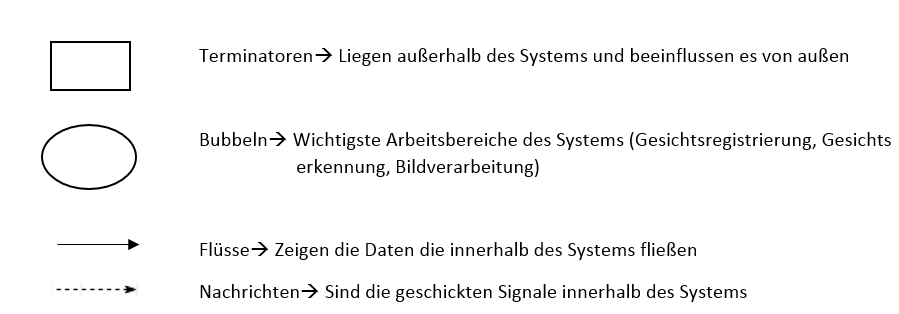 Terminatoren→ Liegen außerhalb des Systems und beeinflussen es von außen
Bubbeln→ Wichtigste Arbeitsbereiche des Systems (Gesichtsregistrierung, Gesichts
erkennung, Bildverarbeitung)
Flüsse→ Zeigen die Daten die innerhalb des Systems fließen
Nachrichten→ Sind die geschickten Signale innerhalb des Systems